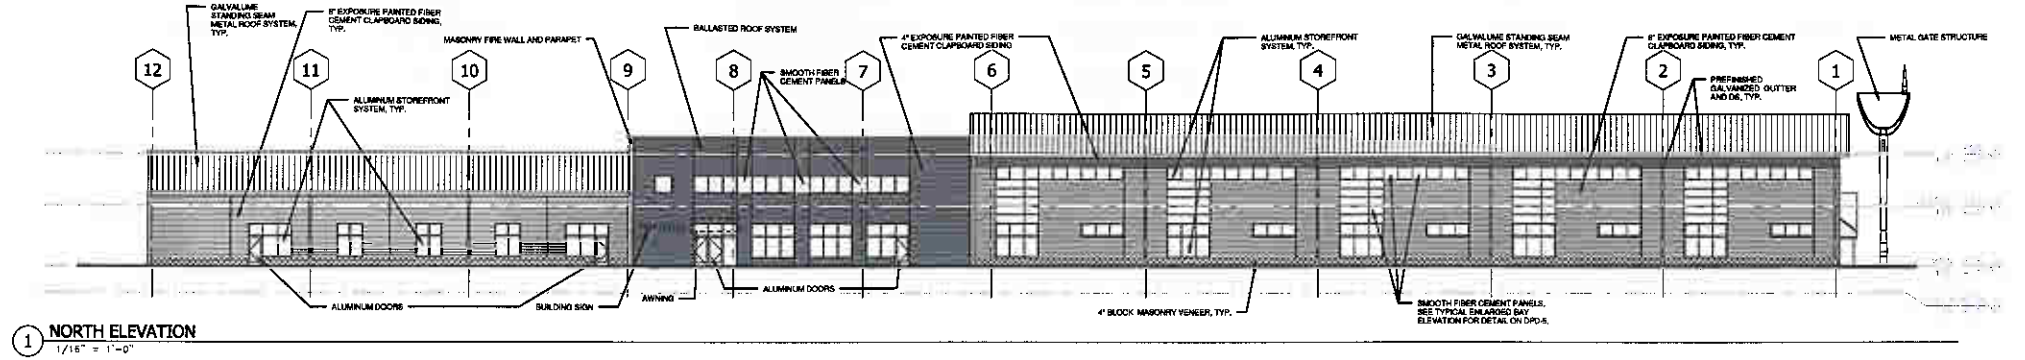 GALVALUME
STANDING SEAM
METAL ROOF SYSTEM,
TYP.
8" EXPOSURE PAINTED FIBER
CEMENT CLAPBOARD SIDING,
TYP.
MASONRY FIRE WALL AND PARAPET
BALLASTED ROOF SYSTEM
4" EXPOSURE PAINTED FIBER
CEMENT CLAPBOARD SIDING
ALUMINUM STOREFRONT
SYSTEM, TYP.
GALVALUME STANDING SEAM
METAL ROOF SYSTEM, TYP.
8" EXPOSURE PAINTED FIBER CEMENT
CLAPBOARD SIDING, TYP.
METAL GATE STRUCTURE
12
11
10
9
8
7
6
5
4
3
2
1
SMOOTH FIBER
CEMENT PANELS
PREFINISHED
GALVANIZED GUTTER
AND DS, TYP.
ALUMINUM STOREFRONT
SYSTEM, TYP.
ALUMINUM DOORS
BUILDING SIGN
AWNING
ALUMINUM DOORS
4" BLOCK MASONRY VENEER, TYP.
SMOOTH FIBER CEMENT PANELS,
SEE TYPICAL ENLARGED BAY
ELEVATION FOR DETAIL ON DPD-5.
1 NORTH ELEVATION
1/16" = 1'-0"